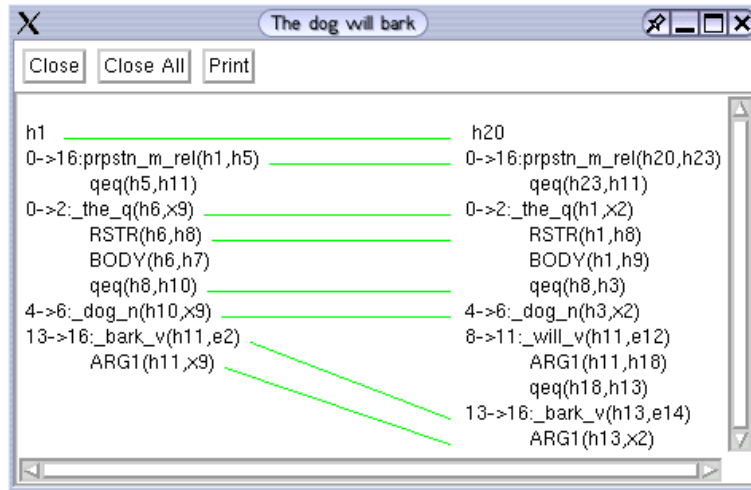 The dog will bark
Close Close All Print
h1
0->16:prpstn_m_rel(h1,h5)
qeq(h5,h11)
0->2:_the_q(h6,x9)
RSTR(h6,h8)
BODY(h6,h7)
qeq(h8,h10)
4->6:_dog_n(h10,x9)
13->16:_bark_v(h11,e2)
ARG1(h11,x9)
h20
0->16:prpstn_m_rel(h20,h23)
qeq(h23,h11)
0->2:_the_q(h1,x2)
RSTR(h1,h8)
BODY(h1,h9)
qeq(h8,h3)
4->6:_dog_n(h3,x2)
8->11:_will_v(h11,e12)
ARG1(h11,h18)
qeq(h18,h13)
13->16:_bark_v(h13,e14)
ARG1(h13,x2)